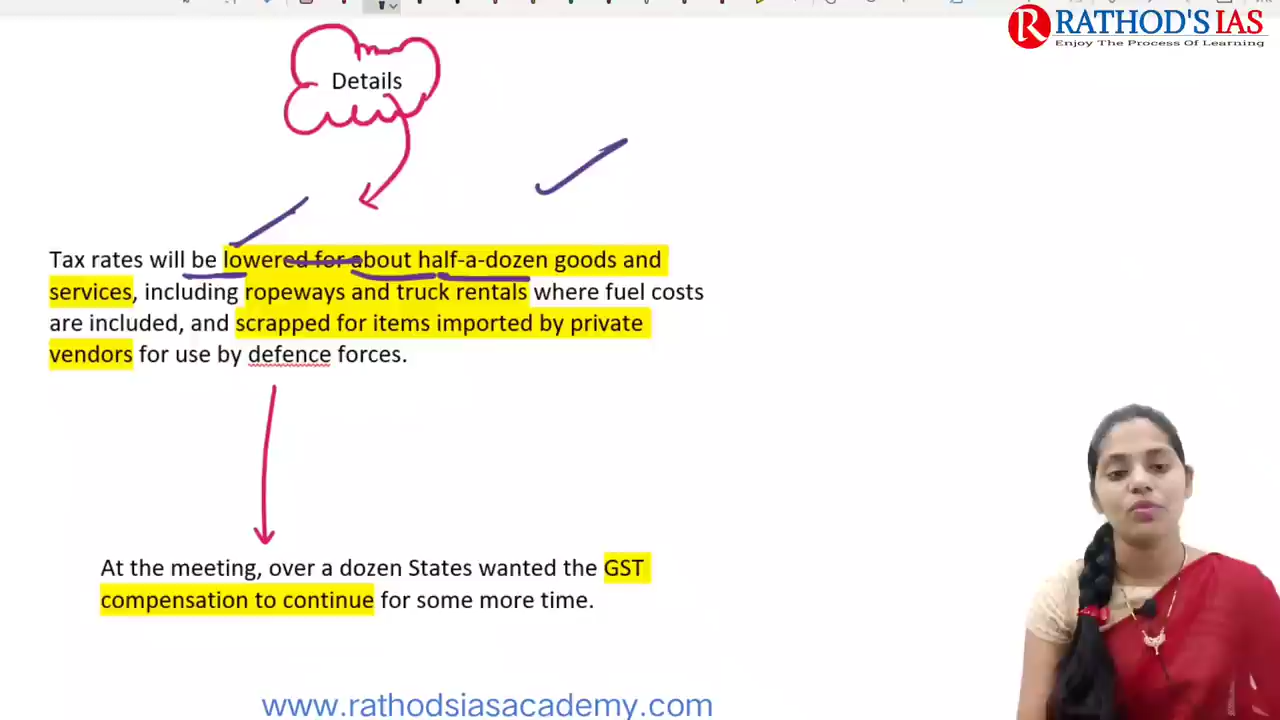 RATHOD'S IAS
Enjoy The Process Of Learning
Details
Tax rates will be lowered for about half-a-dozen goods and
services, including ropeways and truck rentals where fuel costs
are included, and scrapped for items imported by private
vendors for use by defence forces.
At the meeting, over a dozen States wanted the GST
compensation to continue for some more time.
www.rathodsiasacademy.com